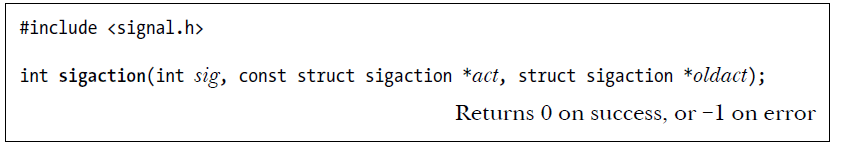 #include <signal.h>
int sigaction(int sig, const struct sigaction *act, struct sigaction *oldact);
Returns 0 on success, or −1 on error